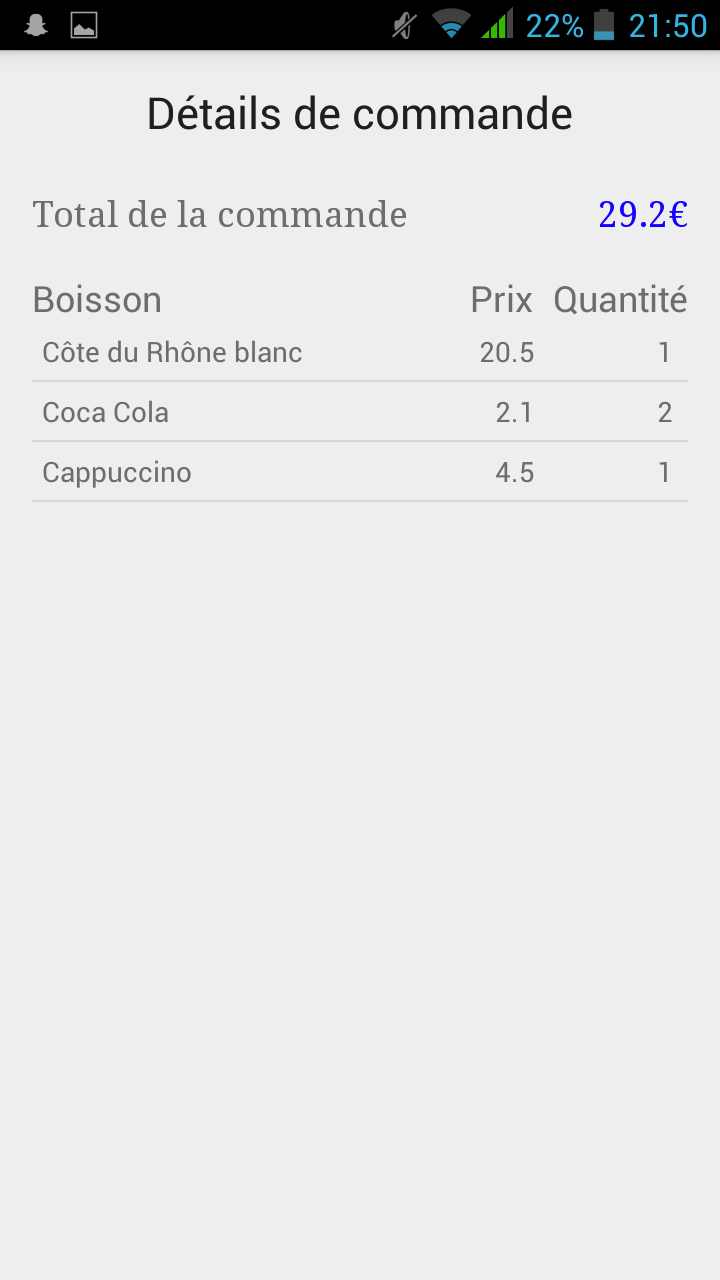 22% 21:50
Détails de commande
Total de la commande 29.2€
Boisson Prix Quantité
Côte du Rhône blanc 20.5 1
Coca Cola 2.1 2
Cappuccino 4.5 1